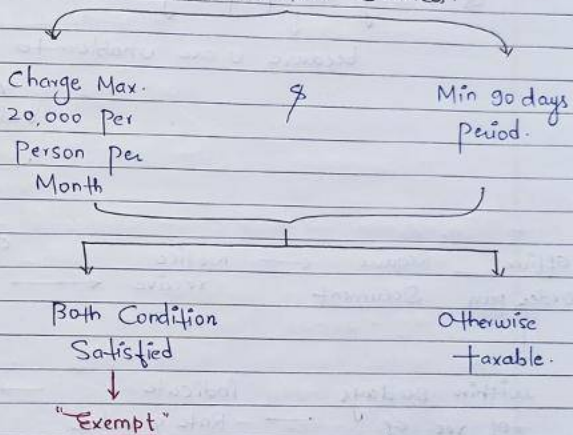 Charge Max.
20,000 Per
Person Per
Month
&
Min 90 days
Period.
Both Condition
Satisfied
Otherwise
taxable.
"Exempt"